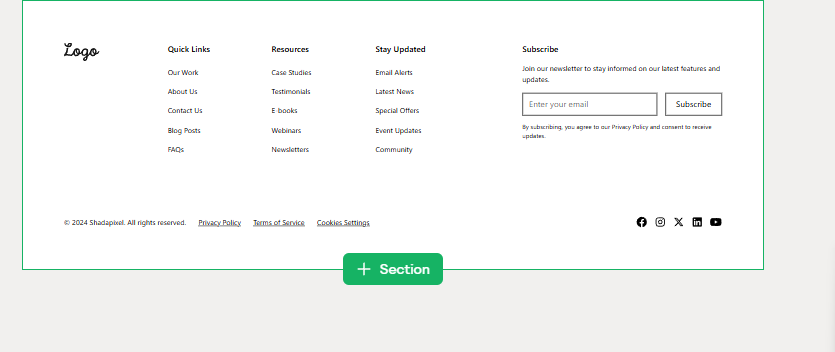 Logo
Quick Links
Our Work
About Us
Contact Us
Blog Posts
FAQs
Resources
Case Studies
Testimonials
E-books
Webinars
Newsletters
Stay Updated
Email Alerts
Latest News
Special Offers
Event Updates
Community
Subscribe
Join our newsletter to stay informed on our latest features and
updates.
Enter your email
Subscribe
By subscribing, you agree to our Privacy Policy and consent to receive
updates.
© 2024 Shadapixel. All rights reserved.
Privacy Policy
Terms of Service
Cookies Settings
+ Section